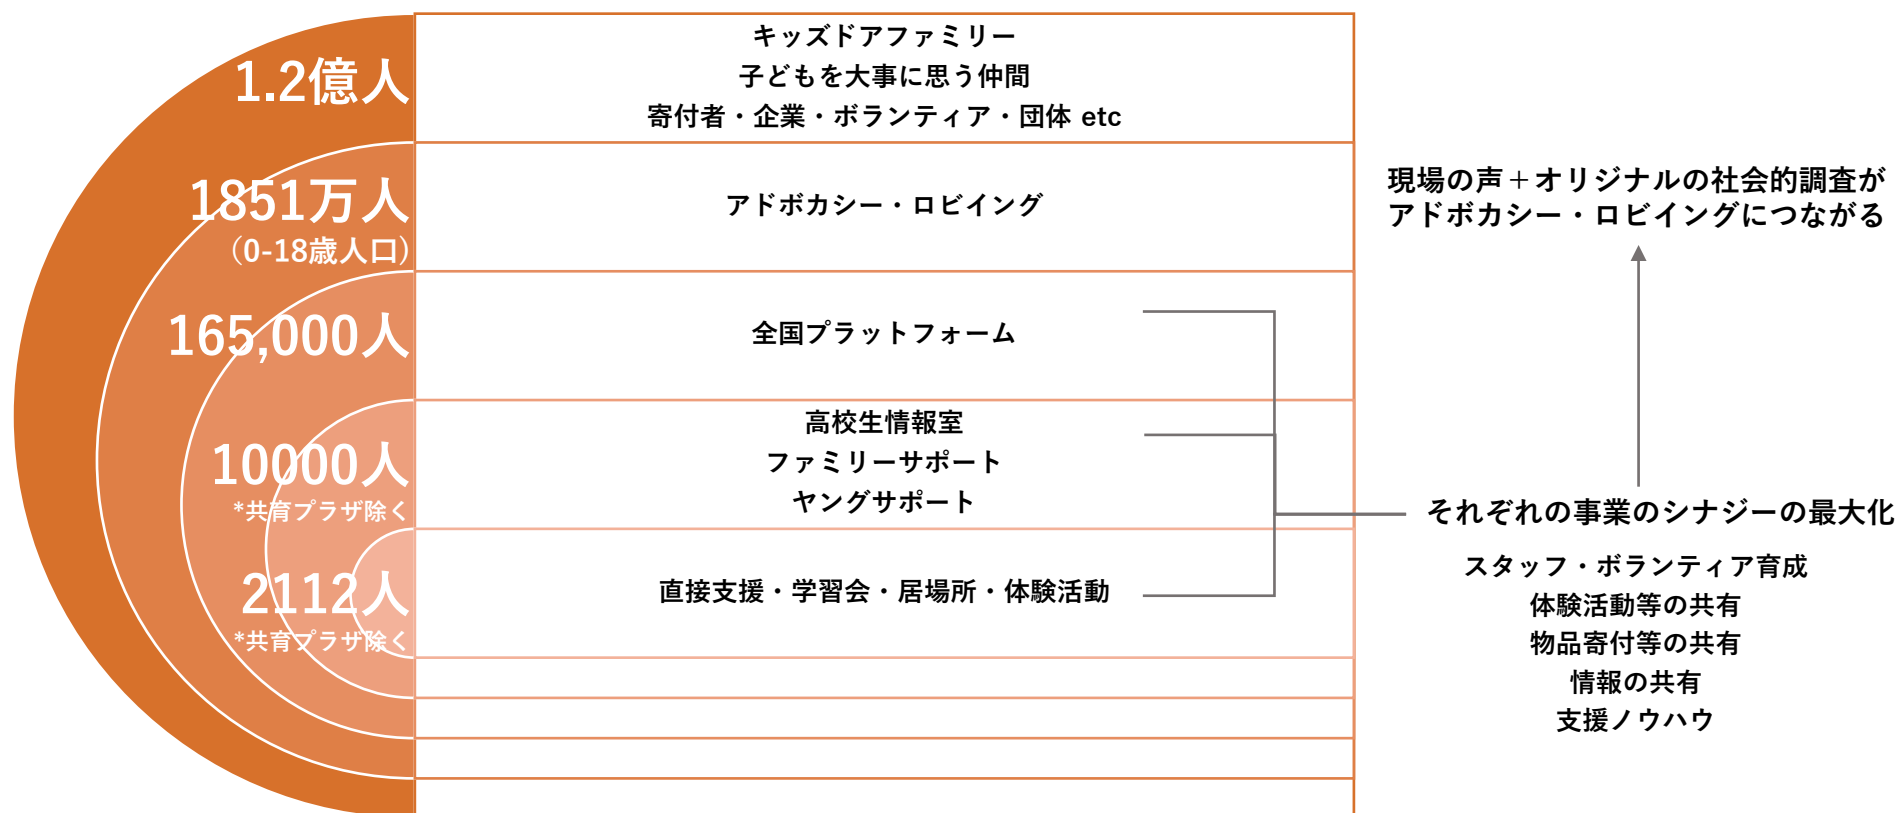 1.2億人
キッズドアファミリー
子どもを大事に思う仲間
寄付者・企業・ボランティア・団体 etc
1851万人
（0-18歳人口）
アドボカシー・ロビイング
165,000人
全国プラットフォーム
10000人
*共育プラザ除く
高校生情報室
ファミリーサポート
ヤングサポート
2112人
*共育プラザ除く
直接支援・学習会・居場所・体験活動
現場の声＋オリジナルの社会的調査が
アドボカシー・ロビイングにつながる
それぞれの事業のシナジーの最大化
スタッフ・ボランティア育成
体験活動等の共有
物品寄付等の共有
情報の共有
支援ノウハウ